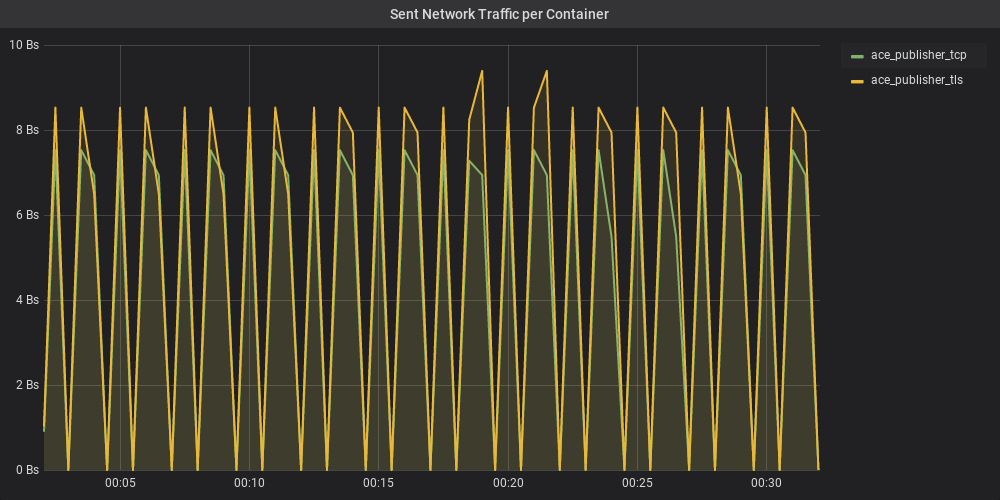 Sent Network Traffic per Container
10 Bs
8 Bs
6 Bs
4 Bs
2 Bs
0 Bs
00:05 00:10 00:15 00:20 00:25 00:30
ace_publisher_tcp
ace_publisher_tls